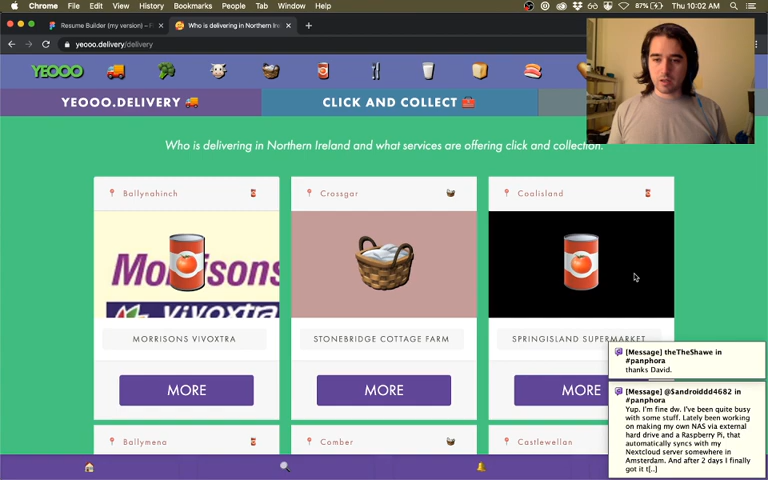 Chrome File Edit View History Bookmarks People Tab Window Help 87% Thu 10:02 AM
Resume Builder (my version) – F Who is delivering in Northern Ire
yeooo.delivery/delivery
YEOOO
YEOOO.DELIVERY CLICK AND COLLECT
Who is delivering in Northern Ireland and what services are offering click and collection.
Ballynahinch Crossgar Coalisland
Morrisons
vivoxtra
MORRISONS VIVOXTRA STONEBRIDGE COTTAGE FARM SPRINGISLAND SUPERMARKET
MORE MORE MORE
Ballymena Comber Castlewellan
[Message] theTheShawe in
#panphora
thanks David.
[Message] @Sandroiddd4682 in
#panphora
Yup. I'm fine dw. I've been quite busy
with some stuff. Lately been working
on making my own NAS via external
hard drive and a Raspberry Pi, that
automatically syncs with my
Nextcloud server somewhere in
Amsterdam. And after 2 days I finally
got it t[..]